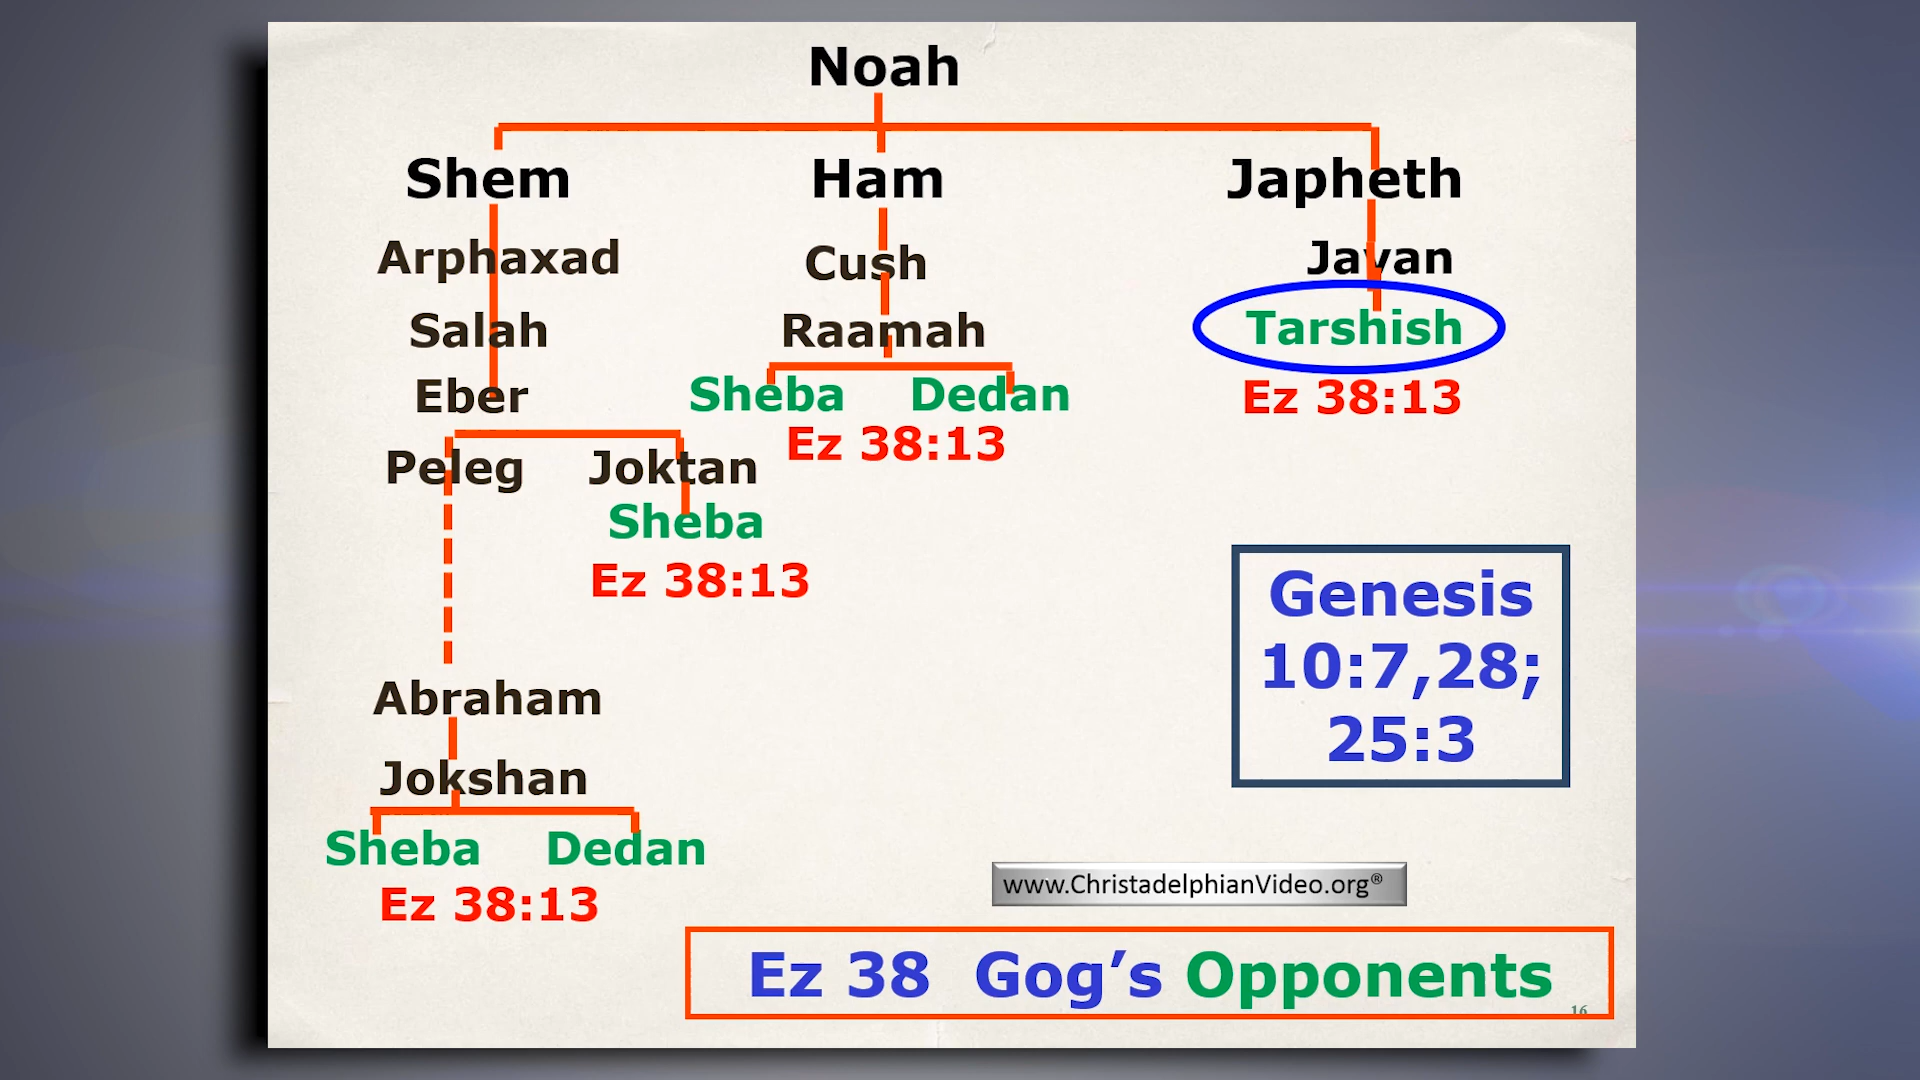 Noah
Shem Ham Japheth
Arphaxad Cush Javan
Salah Raamah Tarshish
Eber Sheba Dedan Ez 38:13
Ez 38:13
Peleg Joktan
Sheba
Ez 38:13
Genesis
10:7,28;
25:3
Abraham
Jokshan
Sheba Dedan
Ez 38:13
www.ChristadelphianVideo.org®
Ez 38 Gog’s Opponents
16